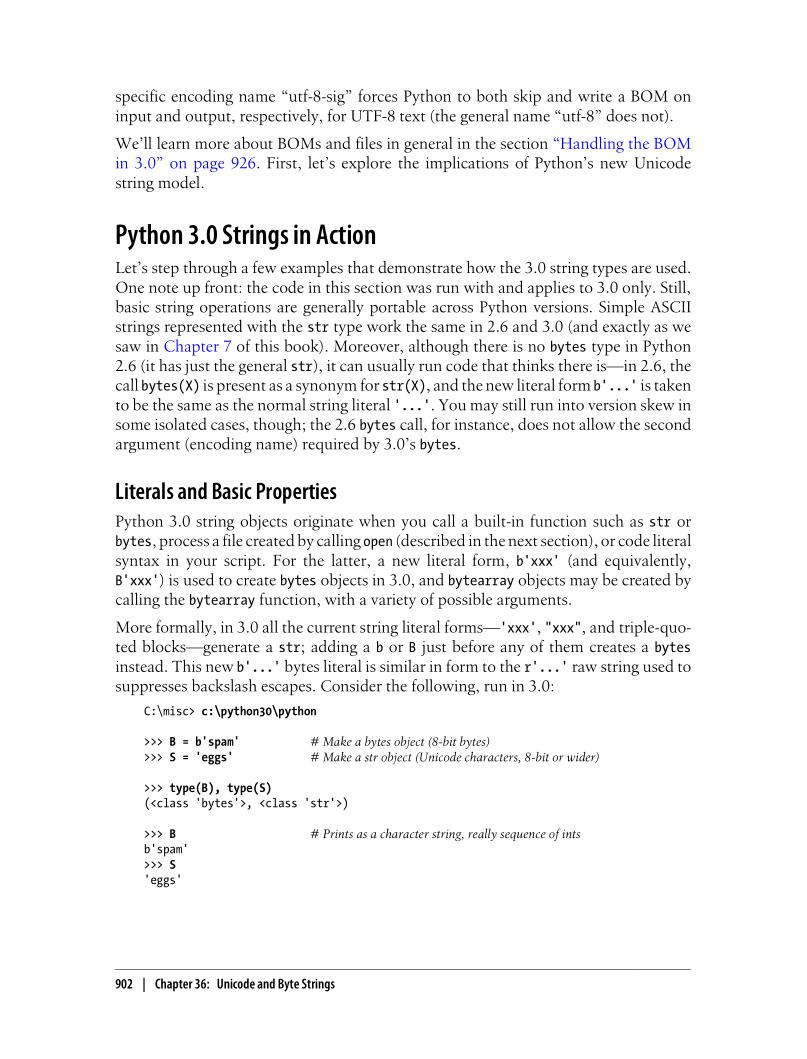 specific encoding name “utf-8-sig” forces Python to both skip and write a BOM on
input and output, respectively, for UTF-8 text (the general name “utf-8” does not).
We’ll learn more about BOMs and files in general in the section “Handling the BOM
in 3.0” on page 926. First, let’s explore the implications of Python’s new Unicode
string model.
Python 3.0 Strings in Action
Let’s step through a few examples that demonstrate how the 3.0 string types are used.
One note up front: the code in this section was run with and applies to 3.0 only. Still,
basic string operations are generally portable across Python versions. Simple ASCII
strings represented with the str type work the same in 2.6 and 3.0 (and exactly as we
saw in Chapter 7 of this book). Moreover, although there is no bytes type in Python
2.6 (it has just the general str), it can usually run code that thinks there is—in 2.6, the
call bytes(X) is present as a synonym for str(X), and the new literal form b'...' is taken
to be the same as the normal string literal '...'. You may still run into version skew in
some isolated cases, though; the 2.6 bytes call, for instance, does not allow the second
argument (encoding name) required by 3.0’s bytes.
Literals and Basic Properties
Python 3.0 string objects originate when you call a built-in function such as str or
bytes, process a file created by calling open (described in the next section), or code literal
syntax in your script. For the latter, a new literal form, b'xxx' (and equivalently,
B'xxx') is used to create bytes objects in 3.0, and bytearray objects may be created by
calling the bytearray function, with a variety of possible arguments.
More formally, in 3.0 all the current string literal forms—'xxx', "xxx", and triple-quo-
ted blocks—generate a str; adding a b or B just before any of them creates a bytes
instead. This new b'...' bytes literal is similar in form to the r'...' raw string used to
suppresses backslash escapes. Consider the following, run in 3.0:
C:\misc> c:\python30\python
>>> B = b'spam' # Make a bytes object (8-bit bytes)
>>> S = 'eggs' # Make a str object (Unicode characters, 8-bit or wider)
>>> type(B), type(S)
(<class 'bytes'>, <class 'str'>)
>>> B # Prints as a character string, really sequence of ints
b'spam'
>>> S
'eggs'
902 | Chapter 36: Unicode and Byte Strings